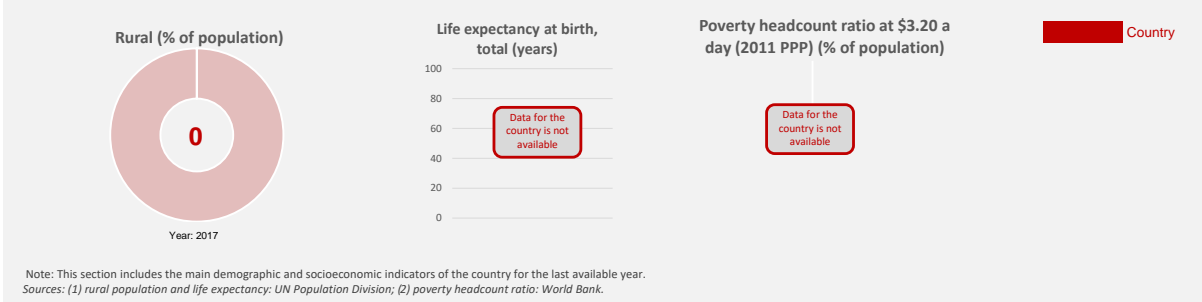 Rural (% of population)
0
Year: 2017
Life expectancy at birth,
total (years)
100
80
60
40
20
0
Data for the
country is not
available
Poverty headcount ratio at $3.20 a
day (2011 PPP) (% of population)
Data for the
country is not
available
Country
Note: This section includes the main demographic and socioeconomic indicators of the country for the last available year.
Sources: (1) rural population and life expectancy: UN Population Division; (2) poverty headcount ratio: World Bank.